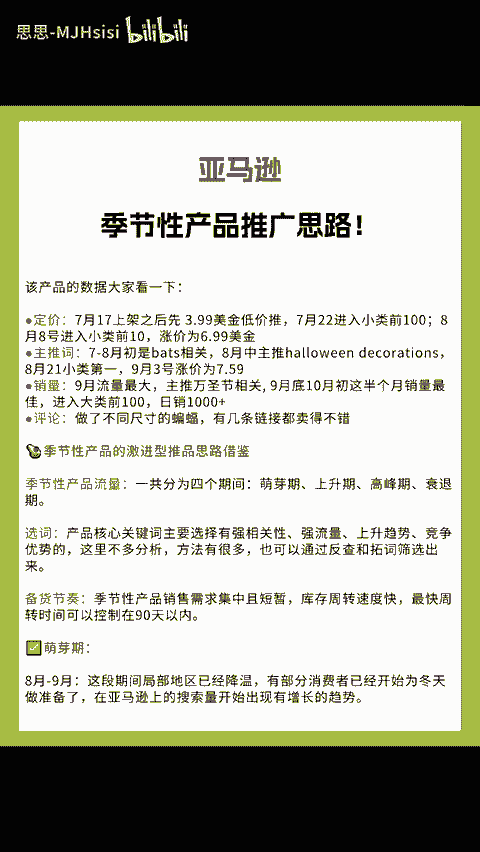 思思-MJHsisi bilibili
亚马逊
季节性产品推广思路！
该产品的数据大家看一下：
●定价：7月17上架之后先 3.99美金低价推，7月22进入小类前100；8
月8号进入小类前10，涨价为6.99美金
●主推词：7-8月初是bats相关，8月中主推halloween decorations，
8月21小类第一，9月3号涨价为7.59
●销量：9月流量最大，主推万圣节相关, 9月底10月初这半个月销量最
佳，进入大类前100，日销1000+
●评论：做了不同尺寸的蝙蝠，有几条链接都卖得不错
季节性产品的激进型推品思路借鉴
季节性产品流量：一共分为四个期间：萌芽期、上升期、高峰期、衰退
期。
选词：产品核心关键词主要选择有强相关性、强流量、上升趋势、竞争
优势的，这里不多分析，方法有很多，也可以通过反查和拓词筛选出
来。
备货节奏：季节性产品销售需求集中且短暂，库存周转速度快，最快周
转时间可以控制在90天以内。
✅萌芽期：
8月-9月：这段期间局部地区已经降温，有部分消费者已经开始为冬天
做准备了，在亚马逊上的搜索量开始出现有增长的趋势。